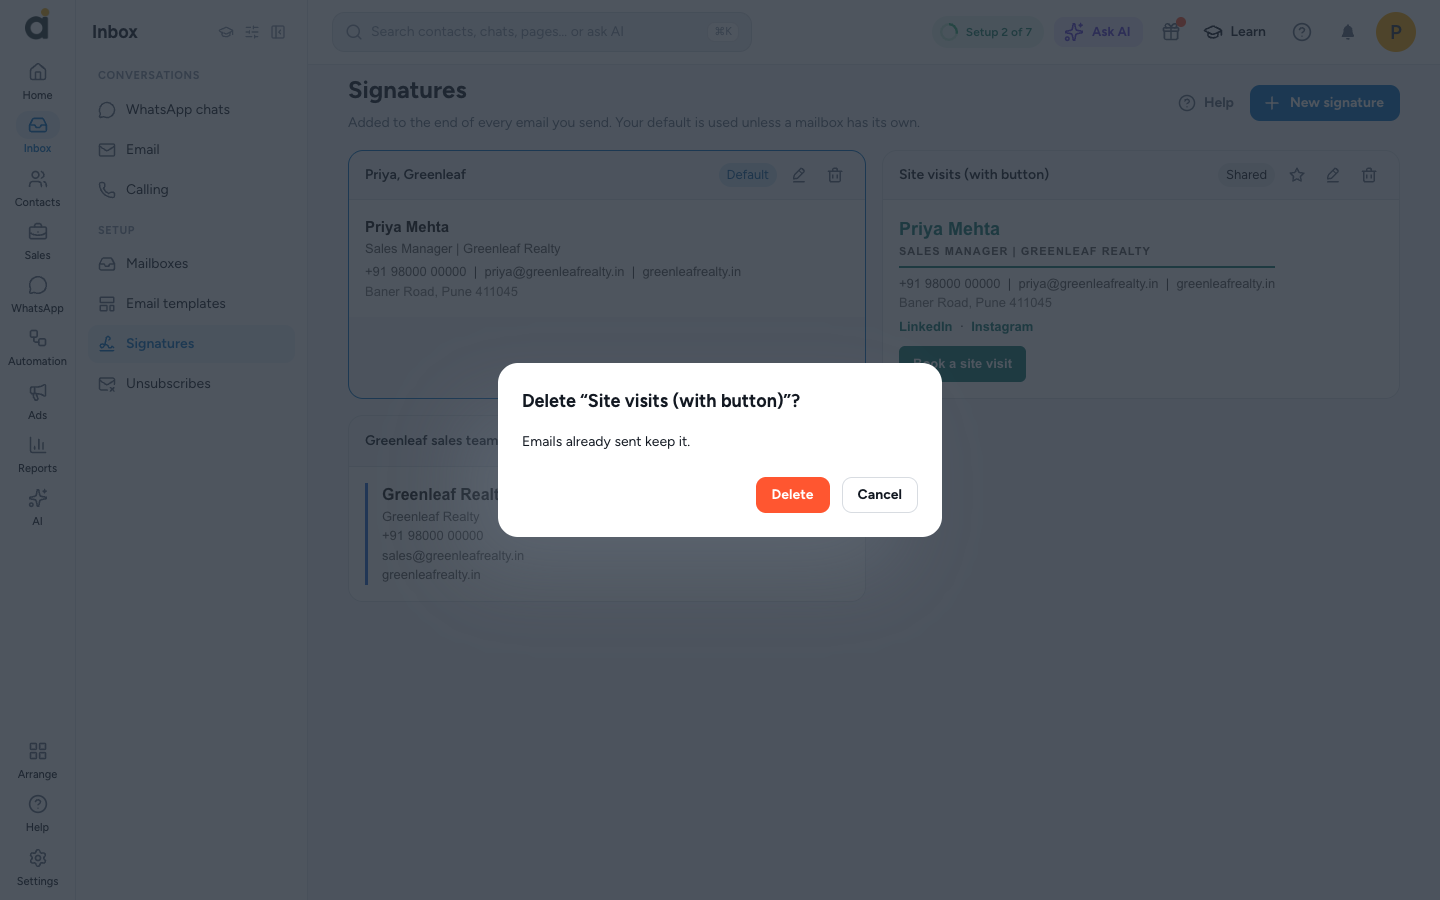 Inbox
Search contacts, chats, pages... or ask AI
⌘K
Setup 2 of 7
Ask AI
Learn
P
Home
Inbox
Contacts
Sales
WhatsApp
Automation
Ads
Reports
AI
Arrange
Help
Settings
CONVERSATIONS
WhatsApp chats
Email
Calling
SETUP
Mailboxes
Email templates
Signatures
Unsubscribes
Signatures
Added to the end of every email you send. Your default is used unless a mailbox has its own.
Help
New signature
Priya, Greenleaf
Default
Priya Mehta
Sales Manager | Greenleaf Realty
+91 98000 00000 | priya@greenleafrealty.in | greenleafrealty.in
Baner Road, Pune 411045
Site visits (with button)
Shared
Priya Mehta
SALES MANAGER | GREENLEAF REALTY
+91 98000 00000 | priya@greenleafrealty.in | greenleafrealty.in
Baner Road, Pune 411045
LinkedIn · Instagram
Book a site visit
Greenleaf sales team
Greenleaf Realt
Greenleaf Realty
+91 98000 00000
sales@greenleafrealty.in
greenleafrealty.in
Delete “Site visits (with button)”?
Emails already sent keep it.
Delete
Cancel